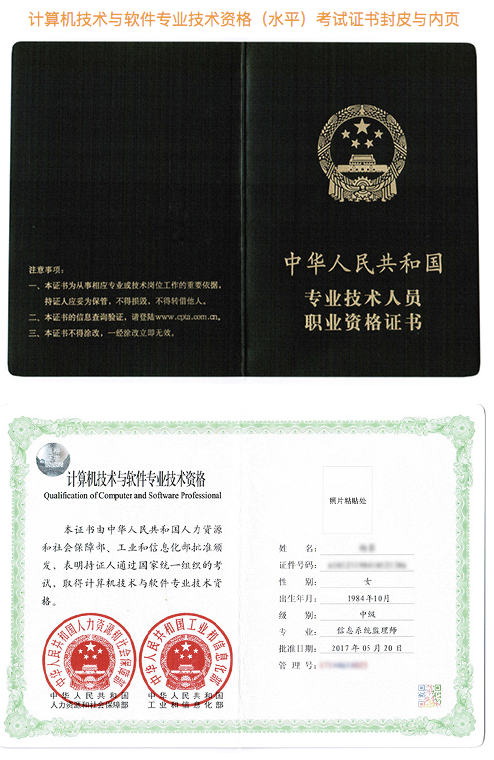 计算机技术与软件专业技术资格（水平）考试证书封皮与内页
中华人民共和国
专业技术人员
职业资格证书
注意事项：
一、本证书为从事相应专业或技术岗位工作的重要依据，
持证人应妥为保管，不得损毁，不得转借他人。
二、本证书的信息查询验证，请登陆www.cpta.com.cn。
三、本证书不得涂改，一经涂改立即无效。
计算机技术与软件专业技术资格
Qualification of Computer and Software Professional
本证书由中华人民共和国人力资源
和社会保障部、工业和信息化部批准颁
发，表明持证人通过国家统一组织的考
试，取得计算机技术与软件专业技术资
格。
中华人民共和国人力资源和社会保障部
中华人民共和国工业和信息化部
中华人民共和国
人力资源和社会保障部
中华人民共和国
工业和信息化部
照片粘贴处
姓名：
证件号码：
性别： 女
出生年月： 1984年10月
级别： 中级
专业： 信息系统监理师
批准日期： 2017年05月20日
管理号：